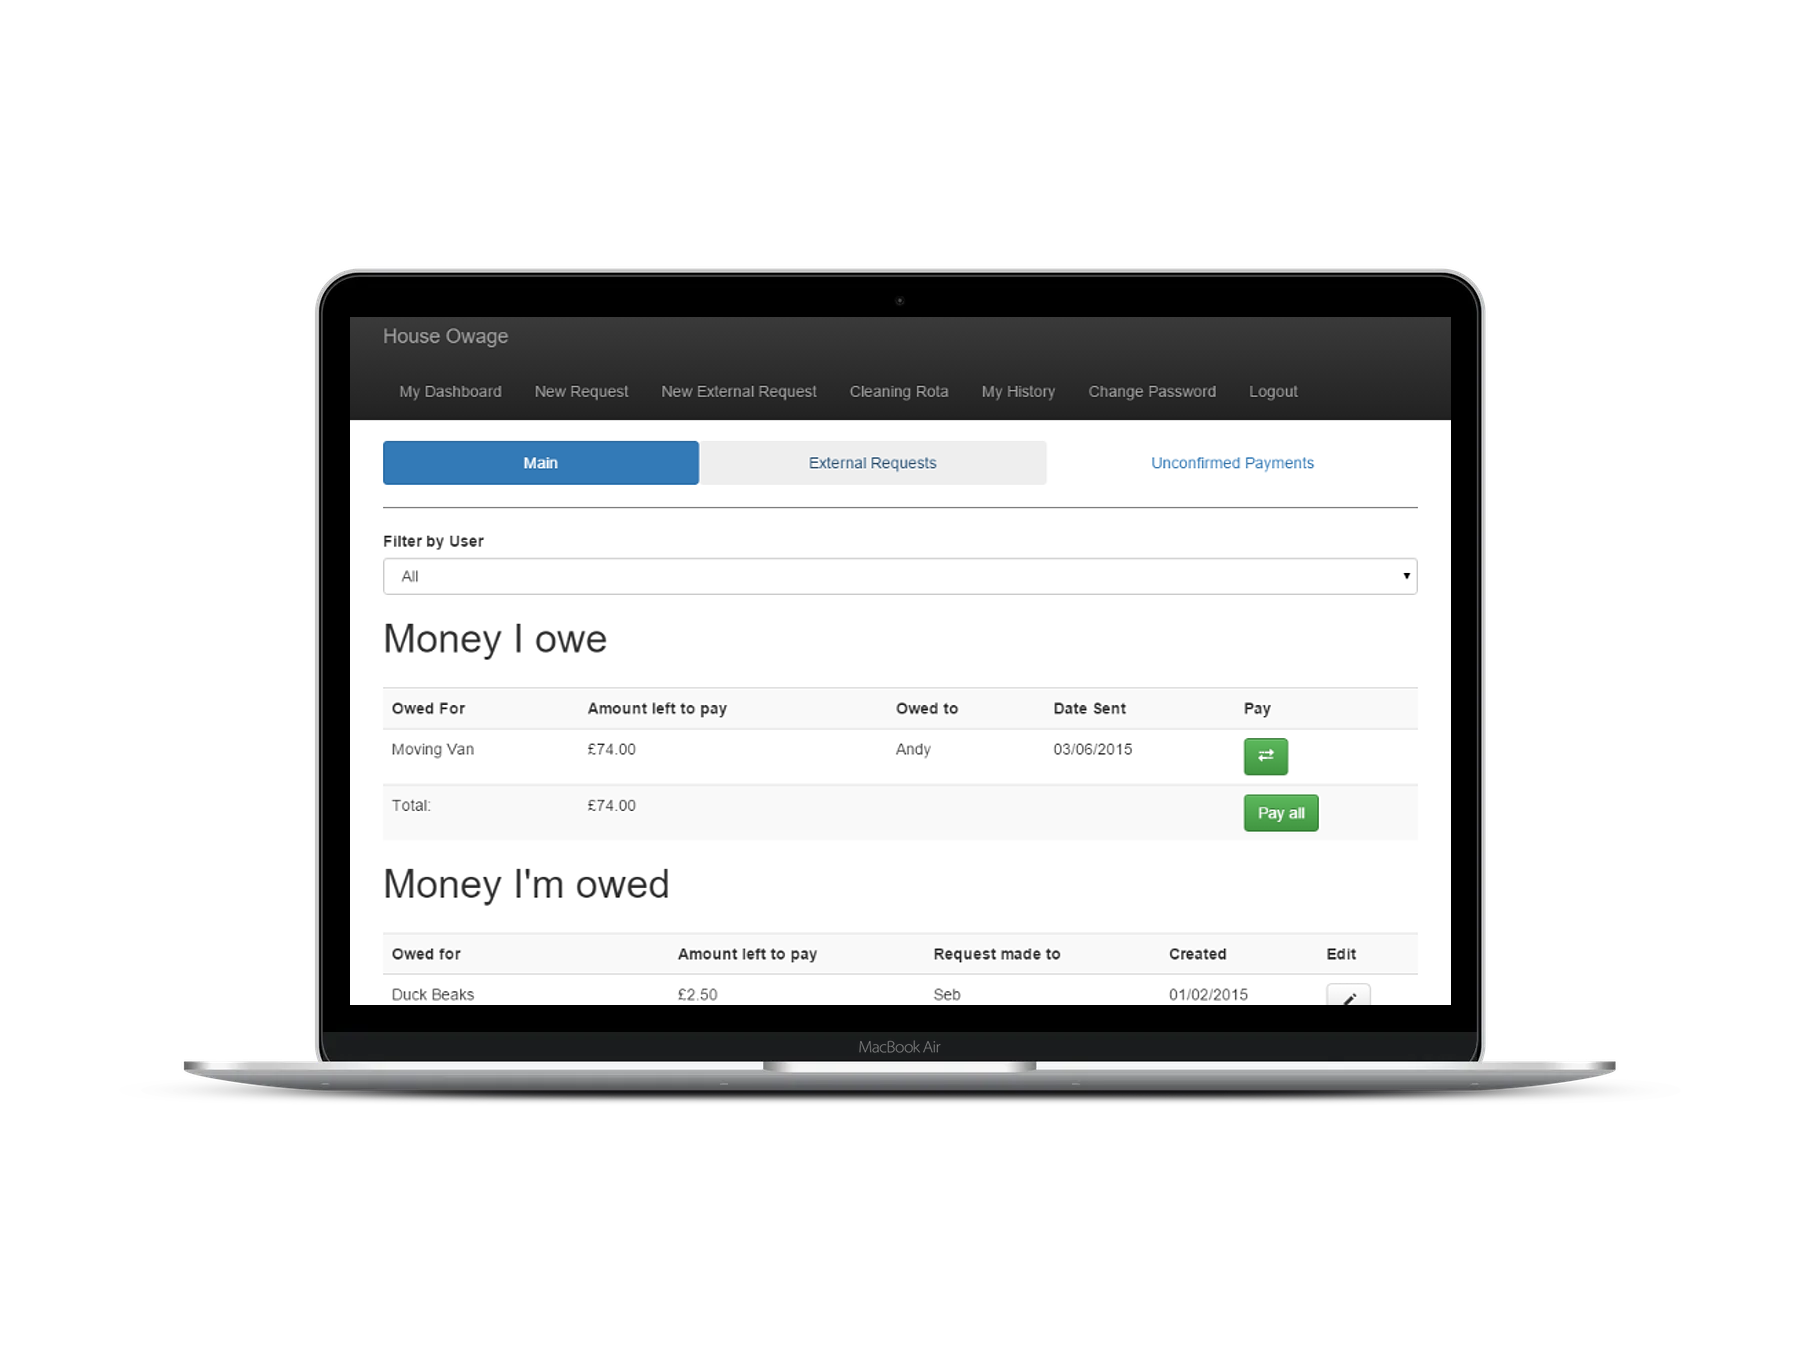 House Owage
My Dashboard New Request New External Request Cleaning Rota My History Change Password Logout
Main External Requests Unconfirmed Payments
Filter by User
All
Money I owe
Owed For Amount left to pay Owed to Date Sent Pay
Moving Van £74.00 Andy 03/06/2015
Total: £74.00 Pay all
Money I'm owed
Owed for Amount left to pay Request made to Created Edit
Duck Beaks £2.50 Seb 01/02/2015
MacBook Air